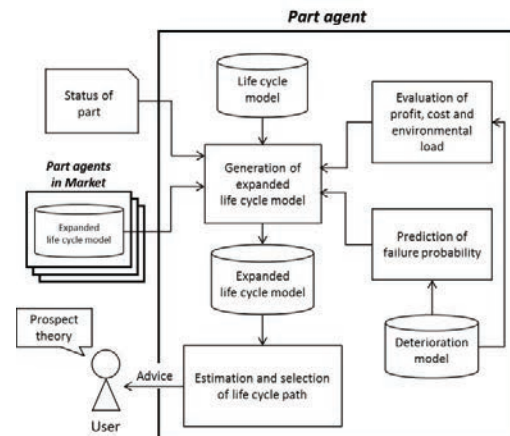 Part agent
Status of
part
Life cycle
model
Evaluation of
profit, cost and
environmental
load
Part agents
in Market
Expanded
life cycle model
Generation of
expanded
life cycle model
Prediction of
failure probability
Expanded
life cycle model
Deterioration
model
Prospect
theory
Advice
Estimation and selection
of life cycle path
User